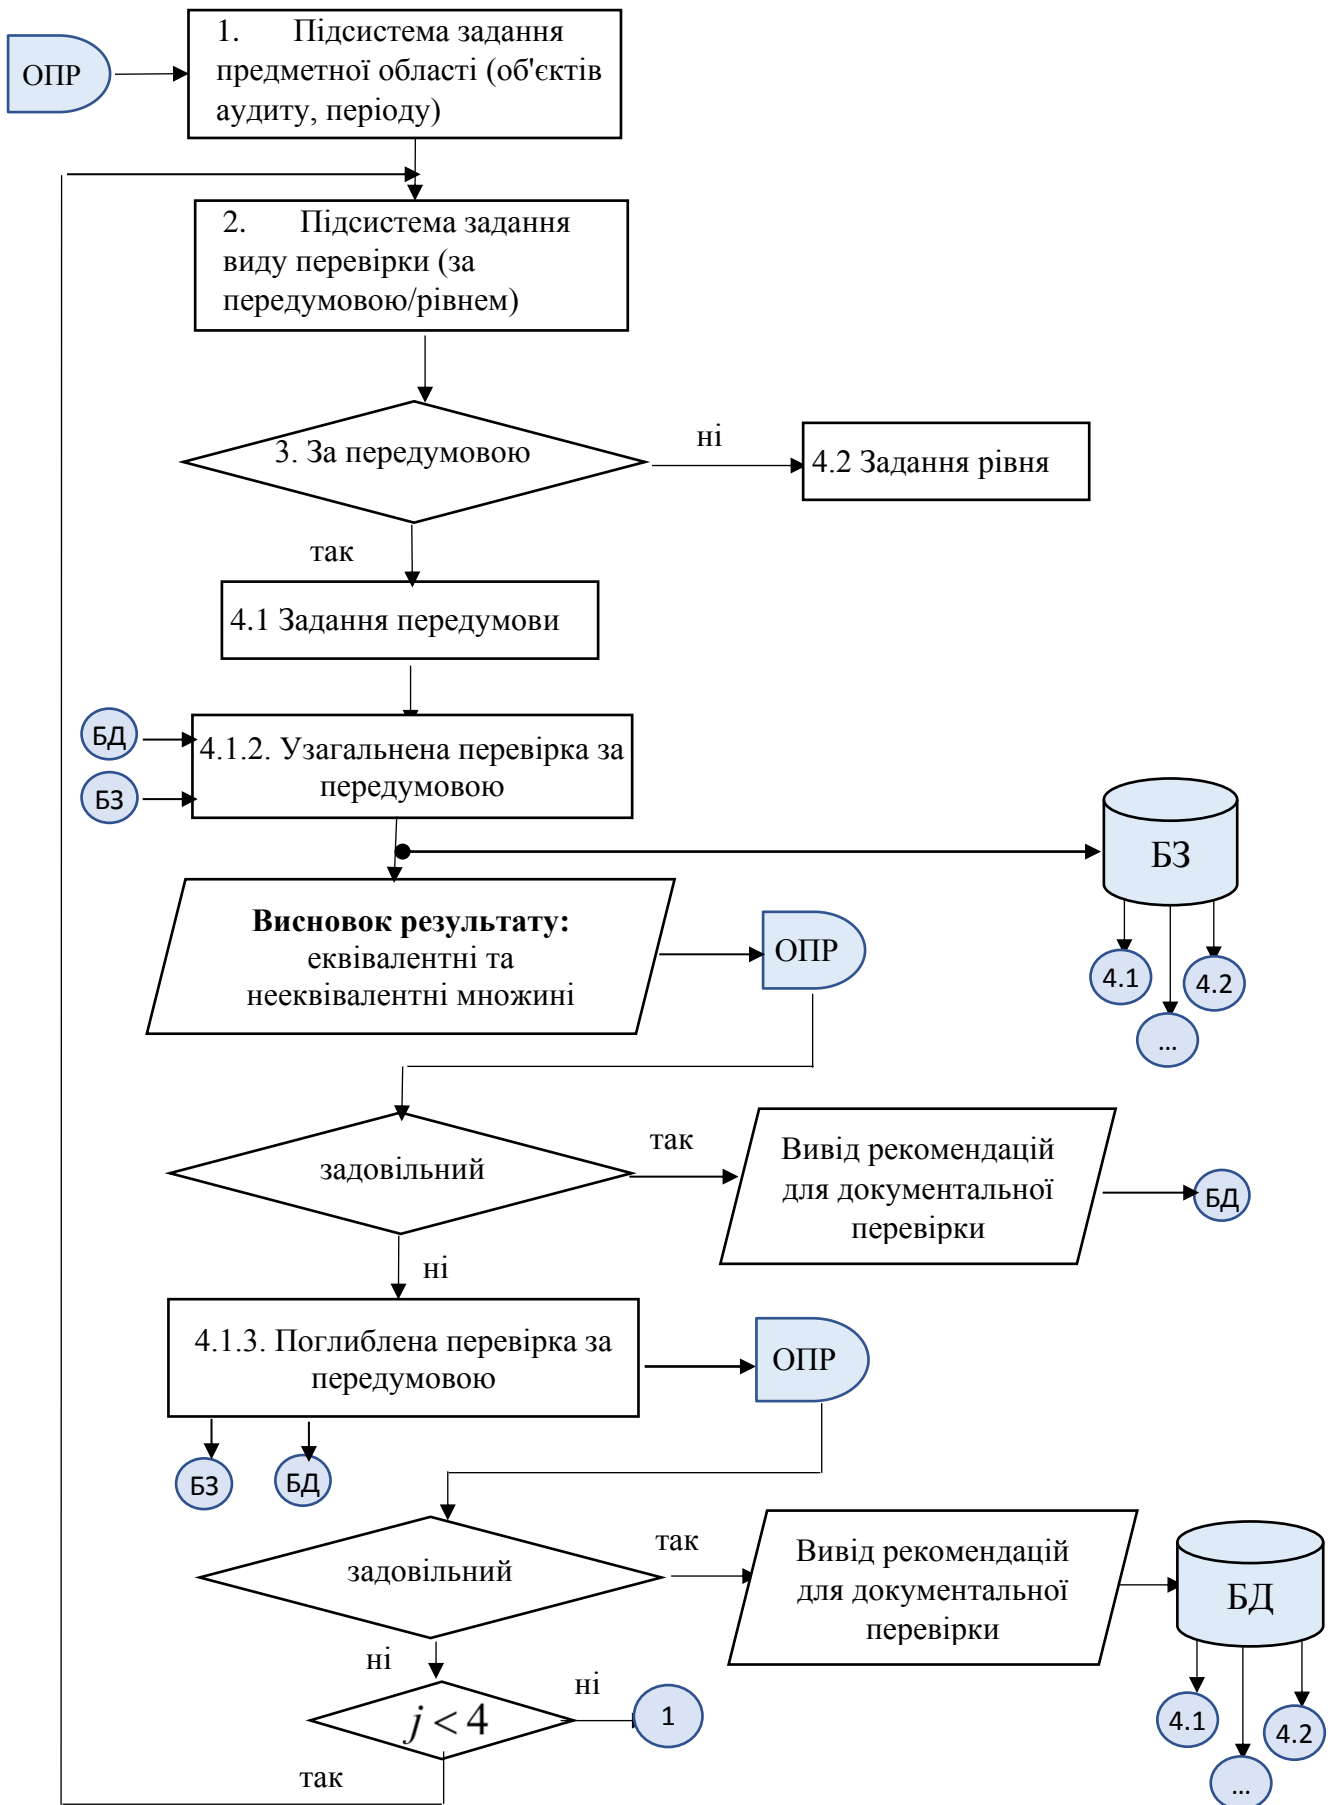 ОПР
1. Підсистема задання
предметної області (об'єктів
аудиту, періоду)
2. Підсистема задання
виду перевірки (за
передумовою/рівнем)
3. За передумовою
ні
4.2 Задання рівня
так
4.1 Задання передумови
БД
БЗ
4.1.2. Узагальнена перевірка за
передумовою
БЗ
4.1
4.2
...
Висновок результату:
еквівалентні та
нееквівалентні множині
ОПР
задовільний
так
Вивід рекомендацій
для документальної
перевірки
БД
ні
4.1.3. Поглиблена перевірка за
передумовою
ОПР
БЗ
БД
задовільний
так
Вивід рекомендацій
для документальної
перевірки
БД
4.1
4.2
...
ні
j < 4
ні
1
так